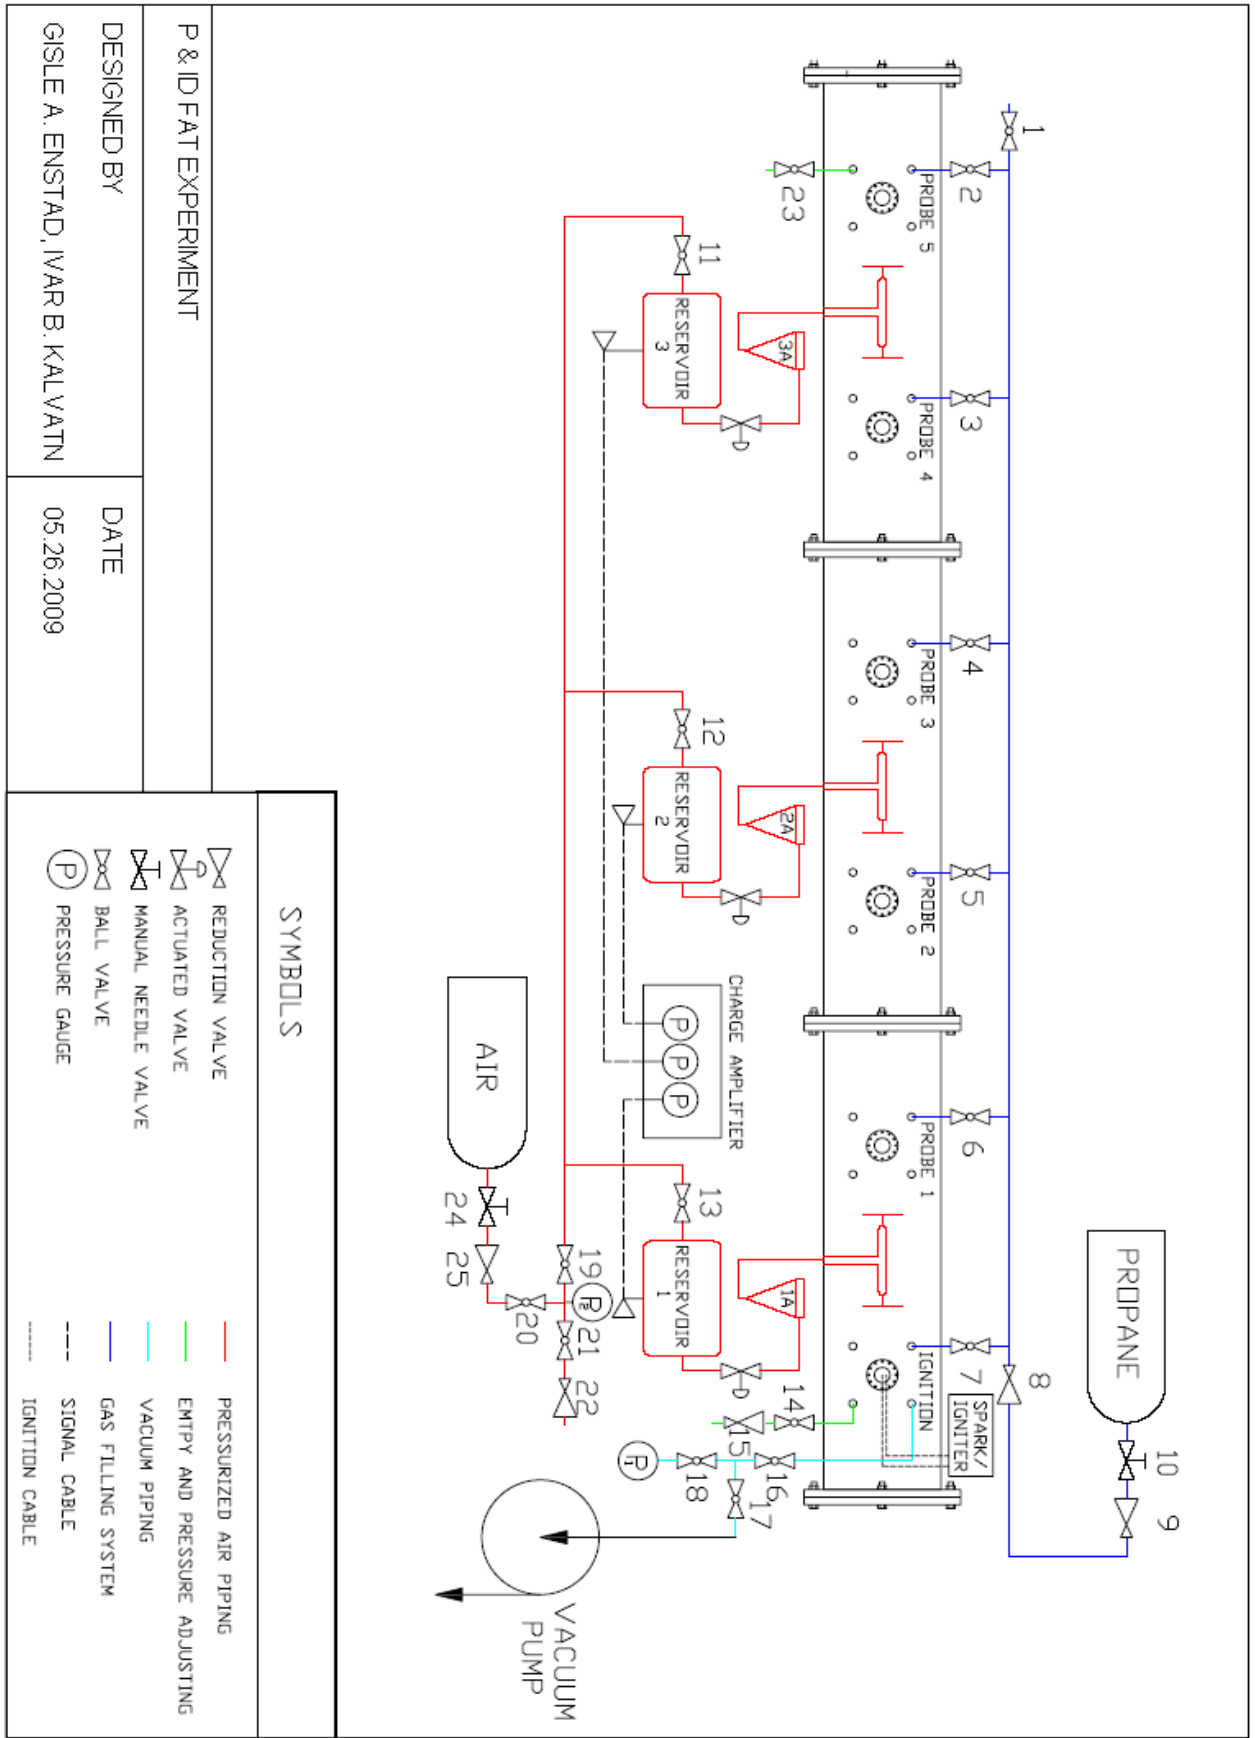 PROPANE
10
9
1
8
2
3
4
5
6
7
SPARK/
IGNITER
PROBE 5
PROBE 4
PROBE 3
PROBE 2
PROBE 1
IGNITION
23
3A
2A
1A
14
15
16
17
18
P1
11
12
13
RESERVOIR
3
RESERVOIR
2
RESERVOIR
1
CHARGE AMPLIFIER
P
P
P
19
P2
21
22
20
AIR
24
25
VACUUM
PUMP
SYMBOLS
REDUCTION VALVE
ACTUATED VALVE
MANUAL NEEDLE VALVE
BALL VALVE
P PRESSURE GAUGE
PRESSURIZED AIR PIPING
EMTPY AND PRESSURE ADJUSTING
VACUUM PIPING
GAS FILLING SYSTEM
SIGNAL CABLE
IGNITION CABLE
P & ID FAT EXPERIMENT
DESIGNED BY
GISLE A. ENSTAD, IVAR B. KALVATN
DATE
05.26.2009